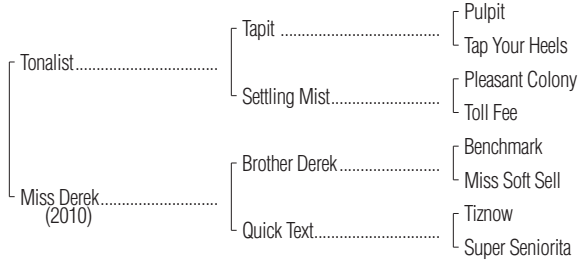 Pulpit
Tapit ..................................
Tap Your Heels
Tonalist..............................
Pleasant Colony
Settling Mist.......................
Toll Fee
Benchmark
Brother Derek.....................
Miss Soft Sell
Miss Derek.........................
(2010)
Tiznow
Quick Text...........................
Super Seniorita